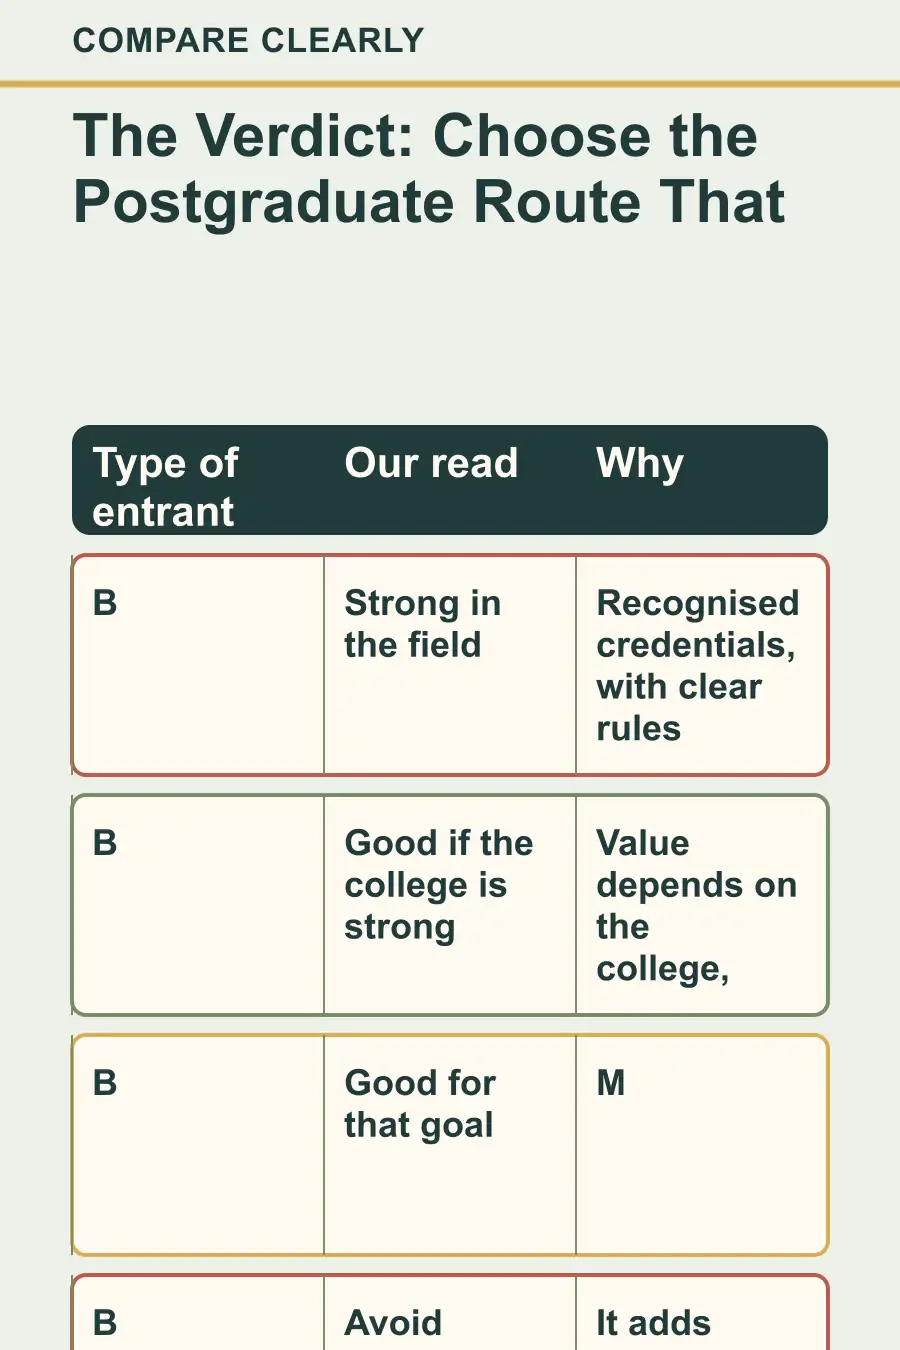 COMPARE CLEARLY
The Verdict: Choose the
Postgraduate Route That
Type of entrant
Our read
Why
B
Strong in
the field
Recognised
credentials,
with clear
rules
B
Good if the
college is
strong
Value
depends on
the
college,
B
Good for
that goal
M
B
Avoid
It adds